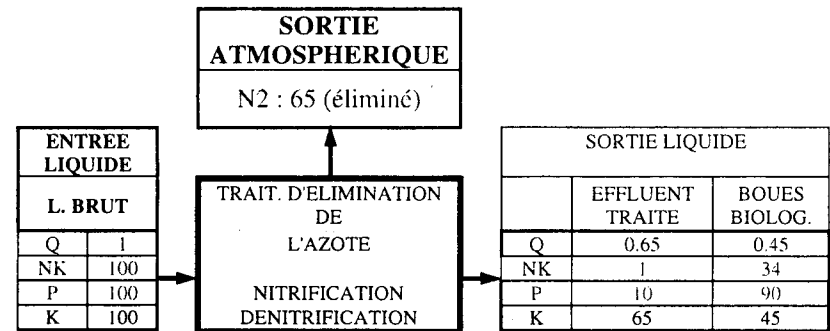 SORTIE
ATMOSPHERIQUE
N2 : 65 (éliminé)
ENTREE
LIQUIDE
L. BRUT
Q 1
NK 100
P 100
K 100
TRAIT. D'ELIMINATION
DE
L'AZOTE
NITRIFICATION
DENITRIFICATION
SORTIE LIQUIDE
EFFLUENT TRAITE
BOUES BIOLOG.
Q 0.65 0.45
NK 1 34
P 10 90
K 65 45